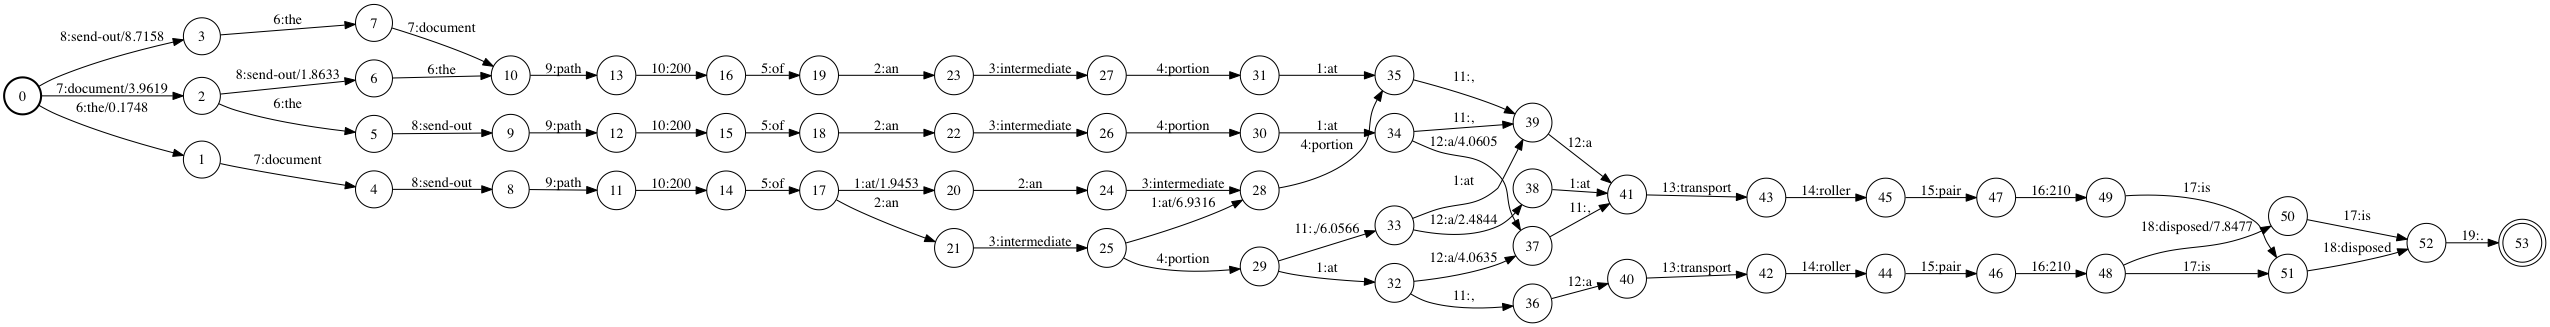 0
8:send-out/8.7158
7:document/3.9619
6:the/0.1748
3
2
1
6:the
8:send-out/1.8633
6:the
7:document
7
6
5
4
7:document
6:the
8:send-out
8:send-out
10
9
8
9:path
9:path
9:path
13
12
11
10:200
10:200
10:200
16
15
14
5:of
5:of
5:of
19
18
17
2:an
2:an
1:at/1.9453
2:an
23
22
20
21
3:intermediate
3:intermediate
2:an
3:intermediate
27
26
24
25
4:portion
4:portion
3:intermediate
1:at/6.9316
4:portion
31
30
28
29
1:at
1:at
4:portion
11:,/6.0566
1:at
35
34
33
32
11:,
11:,
12:a/4.0605
1:at
12:a/2.4844
12:a/4.0635
11:,
39
38
37
36
12:a
1:at
11:,
12:a
41
40
13:transport
13:transport
43
42
14:roller
14:roller
45
44
15:pair
15:pair
47
46
16:210
16:210
49
48
17:is
18:disposed/7.8477
17:is
50
51
17:is
18:disposed
52
19:.
53